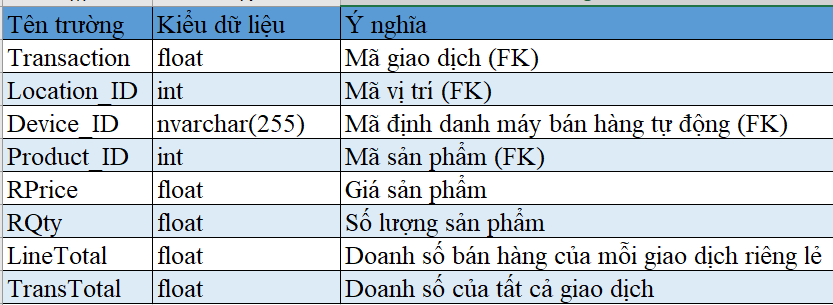 Tên trường Kiểu dữ liệu Ý nghĩa
Transaction float Mã giao dịch (FK)
Location_ID int Mã vị trí (FK)
Device_ID nvarchar(255) Mã định danh máy bán hàng tự động (FK)
Product_ID int Mã sản phẩm (FK)
RPrice float Giá sản phẩm
RQty float Số lượng sản phẩm
LineTotal float Doanh số bán hàng của mỗi giao dịch riêng lẻ
TransTotal float Doanh số của tất cả giao dịch